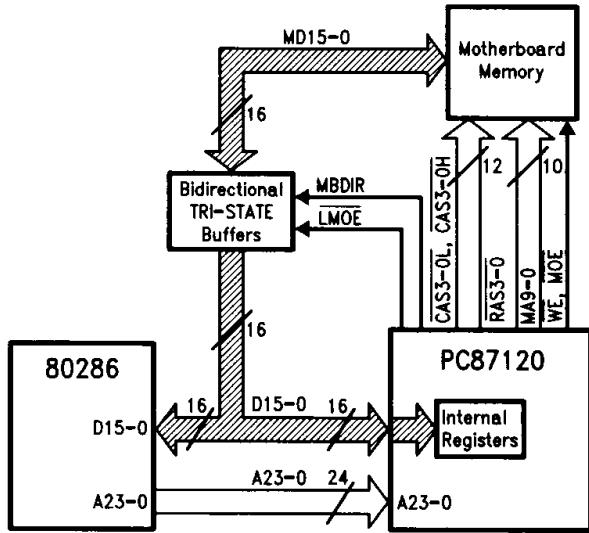 MD15-0
Motherboard
Memory
16
Bidirectional
TRI-STATE
Buffers
MBDIR
LMOE
12
10
CAS3-0L, CAS3-0H
RAS3-0
MA9-0
WE, MOE
16
80286
PC87120
D15-0
16
D15-0
16
Internal
Registers
A23-0
24
A23-0
A23-0